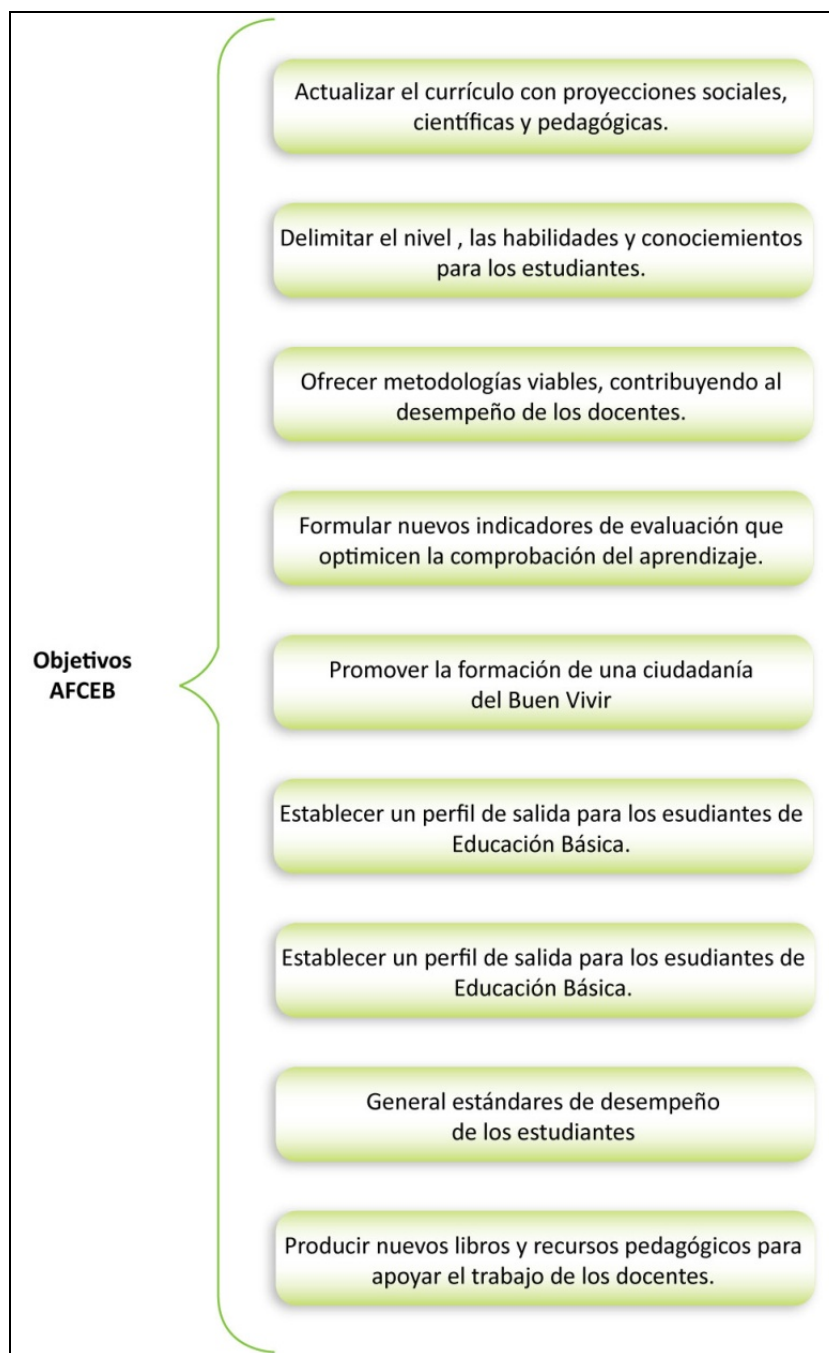 Actualizar el currículo con proyecciones sociales,
científicas y pedagógicas.
Delimitar el nivel , las habilidades y conociemientos
para los estudiantes.
Ofrecer metodologías viables, contribuyendo al
desempeño de los docentes.
Formular nuevos indicadores de evaluación que
optimicen la comprobación del aprendizaje.
Objetivos
AFCEB
Promover la formación de una ciudadanía
del Buen Vivir
Establecer un perfil de salida para los esudiantes de
Educación Básica.
Establecer un perfil de salida para los esudiantes de
Educación Básica.
General estándares de desempeño
de los estudiantes
Producir nuevos libros y recursos pedagógicos para
apoyar el trabajo de los docentes.